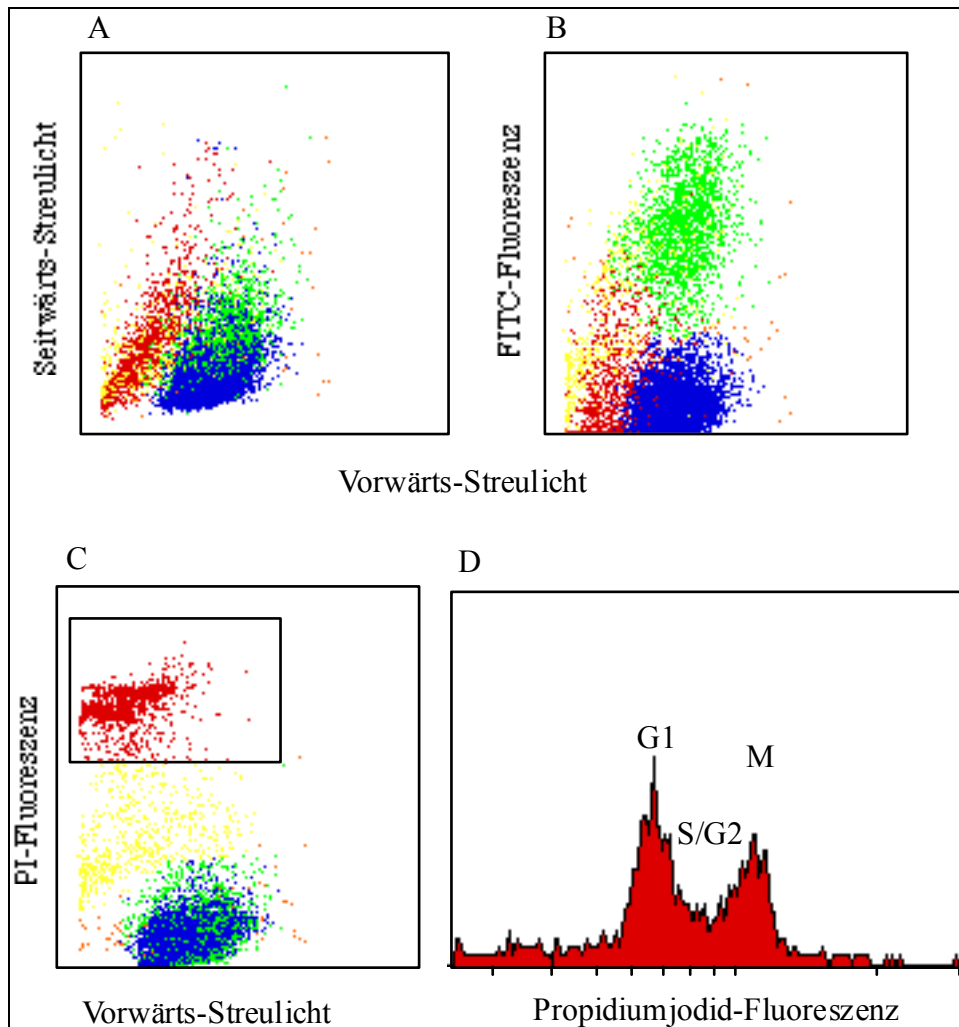 A
B
Seitwärts-Streulicht
FITC-Fluoreszenz
Vorwärts-Streulicht
C
D
PI-Fluoreszenz
G1
M
S/G2
Vorwärts-Streulicht
Propidiumjodid-Fluoreszenz